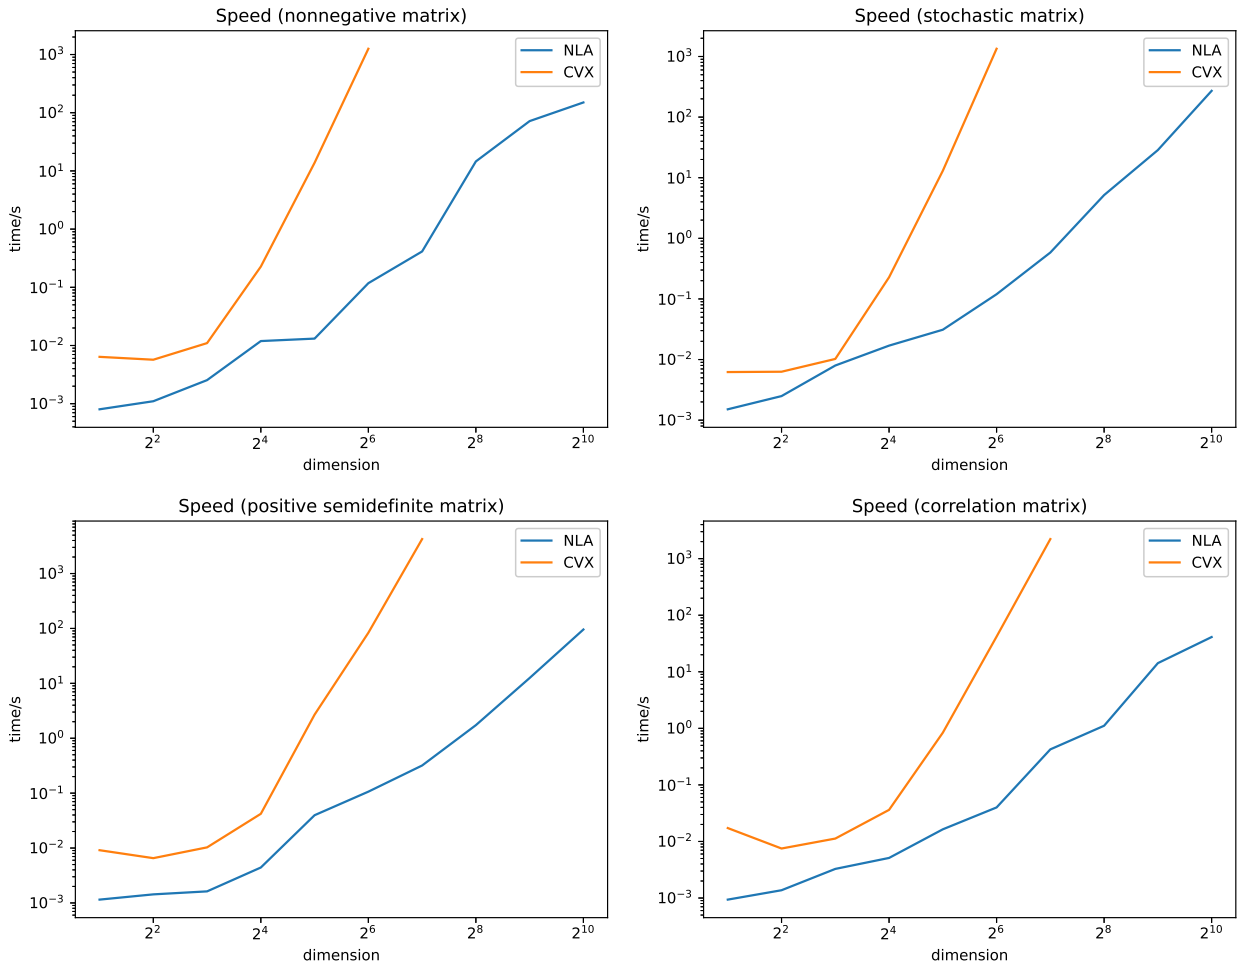 Speed (nonnegative matrix)
10³
10²
10¹
10⁰
10⁻¹
10⁻²
10⁻³
time/s
NLA
CVX
2²
2⁴
2⁶
2⁸
2¹⁰
dimension
Speed (stochastic matrix)
10³
10²
10¹
10⁰
10⁻¹
10⁻²
10⁻³
time/s
NLA
CVX
2²
2⁴
2⁶
2⁸
2¹⁰
dimension
Speed (positive semidefinite matrix)
10³
10²
10¹
10⁰
10⁻¹
10⁻²
10⁻³
time/s
NLA
CVX
2²
2⁴
2⁶
2⁸
2¹⁰
dimension
Speed (correlation matrix)
10³
10²
10¹
10⁰
10⁻¹
10⁻²
10⁻³
time/s
NLA
CVX
2²
2⁴
2⁶
2⁸
2¹⁰
dimension